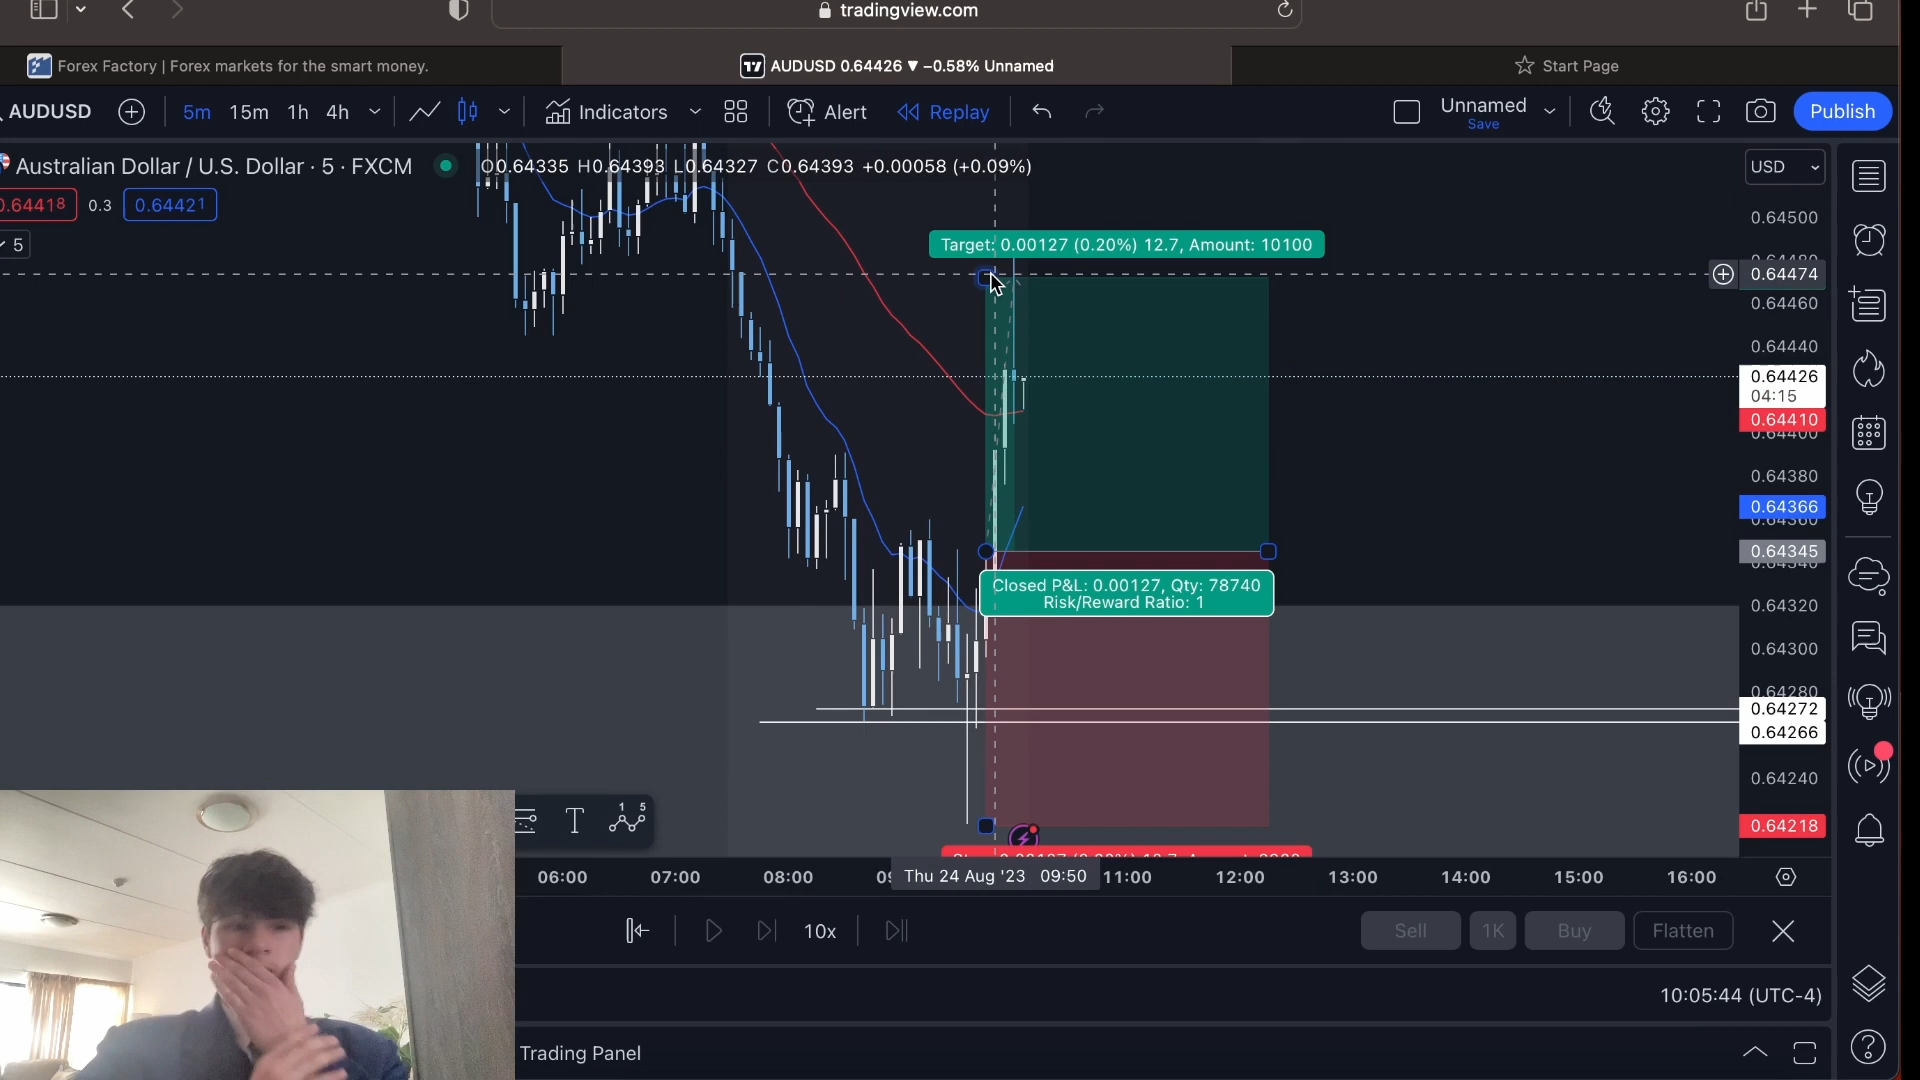 tradingview.com
Forex Factory | Forex markets for the smart money.
AUDUSD 0.64426 ▼ −0.58% Unnamed
Start Page
AUDUSD
5m 15m 1h 4h
Indicators
Alert
Replay
Unnamed
Save
Publish
Australian Dollar / U.S. Dollar · 5 · FXCM
O0.64335 H0.64393 L0.64327 C0.64393 +0.00058 (+0.09%)
USD
0.64418 0.3 0.64421
5
0.64500
Target: 0.00127 (0.20%) 12.7, Amount: 10100
0.64474
0.64460
0.64440
0.64426
04:15
0.64410
0.64400
0.64380
0.64366
0.64345
Closed P&L: 0.00127, Qty: 78740
Risk/Reward Ratio: 1
0.64320
0.64300
0.64280
0.64272
0.64266
0.64240
0.64218
T
1 5
06:00 07:00 08:00
Thu 24 Aug '23 09:50
11:00 12:00 13:00 14:00 15:00 16:00
10x
Sell 1K Buy Flatten
10:05:44 (UTC-4)
Trading Panel